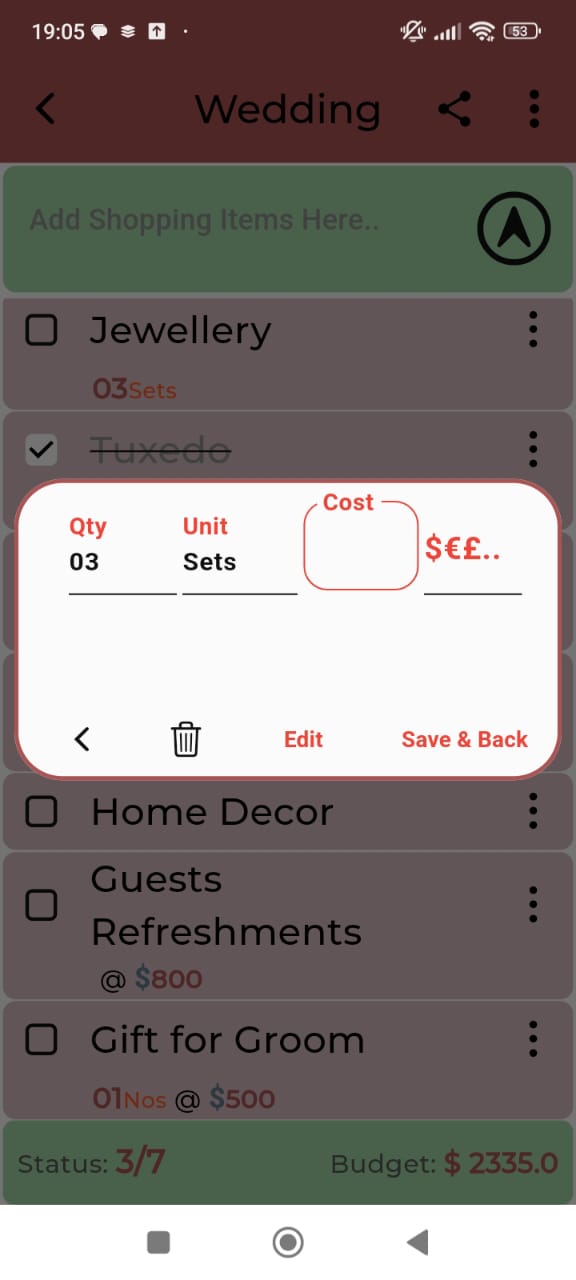 19:05
53
Wedding
Add Shopping Items Here..
Jewellery
03Sets
Tuxedo
Qty Unit Cost $€£..
03 Sets
Edit Save & Back
Home Decor
Guests
Refreshments
@ $800
Gift for Groom
01Nos @ $500
Status: 3/7 Budget: $ 2335.0